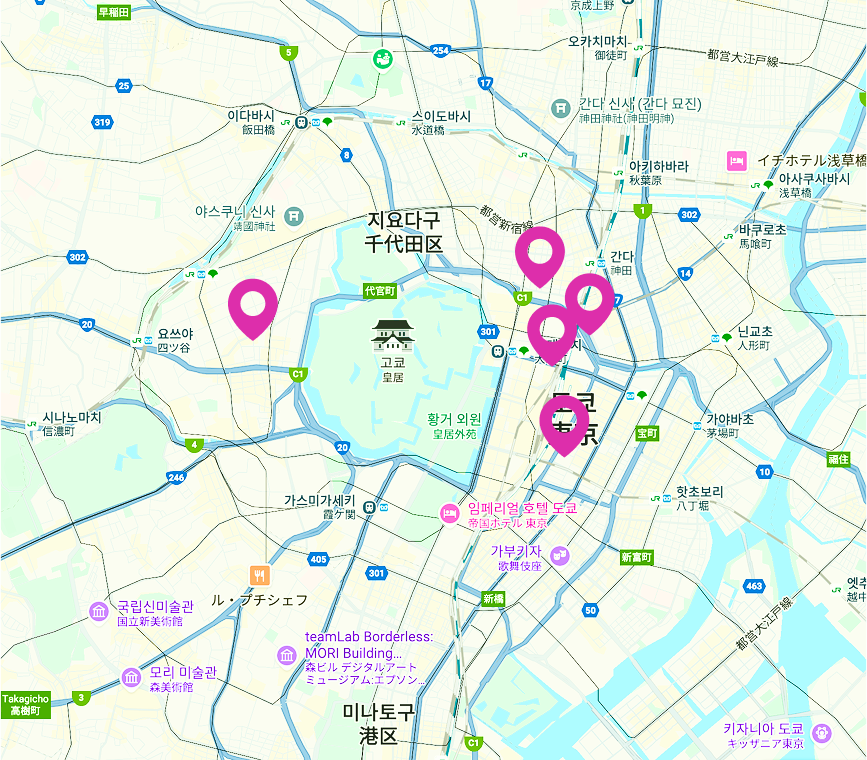 早稲田
京成上野
5
254
오카치마치
御徒町
都営大江戸線
17
25
319
이다바시
飯田橋
스이도바시
水道橋
간다 신사 (간다 묘진)
神田神社(神田明神)
8
아키하바라
秋葉原
イチホテル浅草橋
아사쿠사바시
浅草橋
야스쿠니 신사
靖國神社
지요다구
千代田区
都営新宿線
1
302
바쿠로초
馬喰町
302
간다
神田
14
代官町
C1
7
20
요쓰야
四ツ谷
고쿄
皇居
301
닌교초
人形町
C1
시나노마치
信濃町
황거 외원
皇居外苑
가야바초
茅場町
宝町
4
20
福住
246
10
가스미가세키
霞ケ関
임페리얼 호텔 도쿄
帝国ホテル 東京
핫초보리
八丁堀
가부키자
歌舞伎座
新富町
405
301
463
ル・プチシェフ
新橋
50
국립신미술관
国立新美術館
都営大江戸線
teamLab Borderless:
MORI Building...
森ビル デジタルアート
ミュージアム:エプソン...
모리 미술관
森美術館
Takagicho
高樹町
3
미나토구
港区
키자니아 도쿄
キッザニア東京
C1